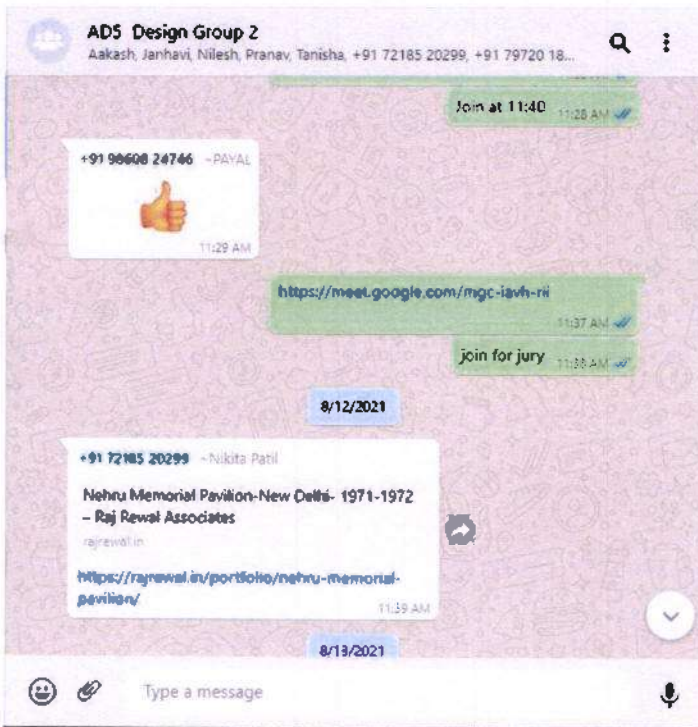 AD5 Design Group 2
Aakash, Janhavi, Nilesh, Pranav, Tanisha, +91 72185 20299, +91 79720 18...
Join at 11:40
11:28 AM
+91 98608 24746 ~PAYAL
11:29 AM
https://meet.google.com/mgc-iavh-rii
11:37 AM
join for jury
11:38 AM
8/12/2021
+91 72185 20299 ~Nikita Patil
Nehru Memorial Pavilion-New Delhi- 1971-1972
– Raj Rewal Associates
rajrewal.in
https://rajrewal.in/portfolio/nehru-memorial-
pavilion/
11:39 AM
8/13/2021
Type a message